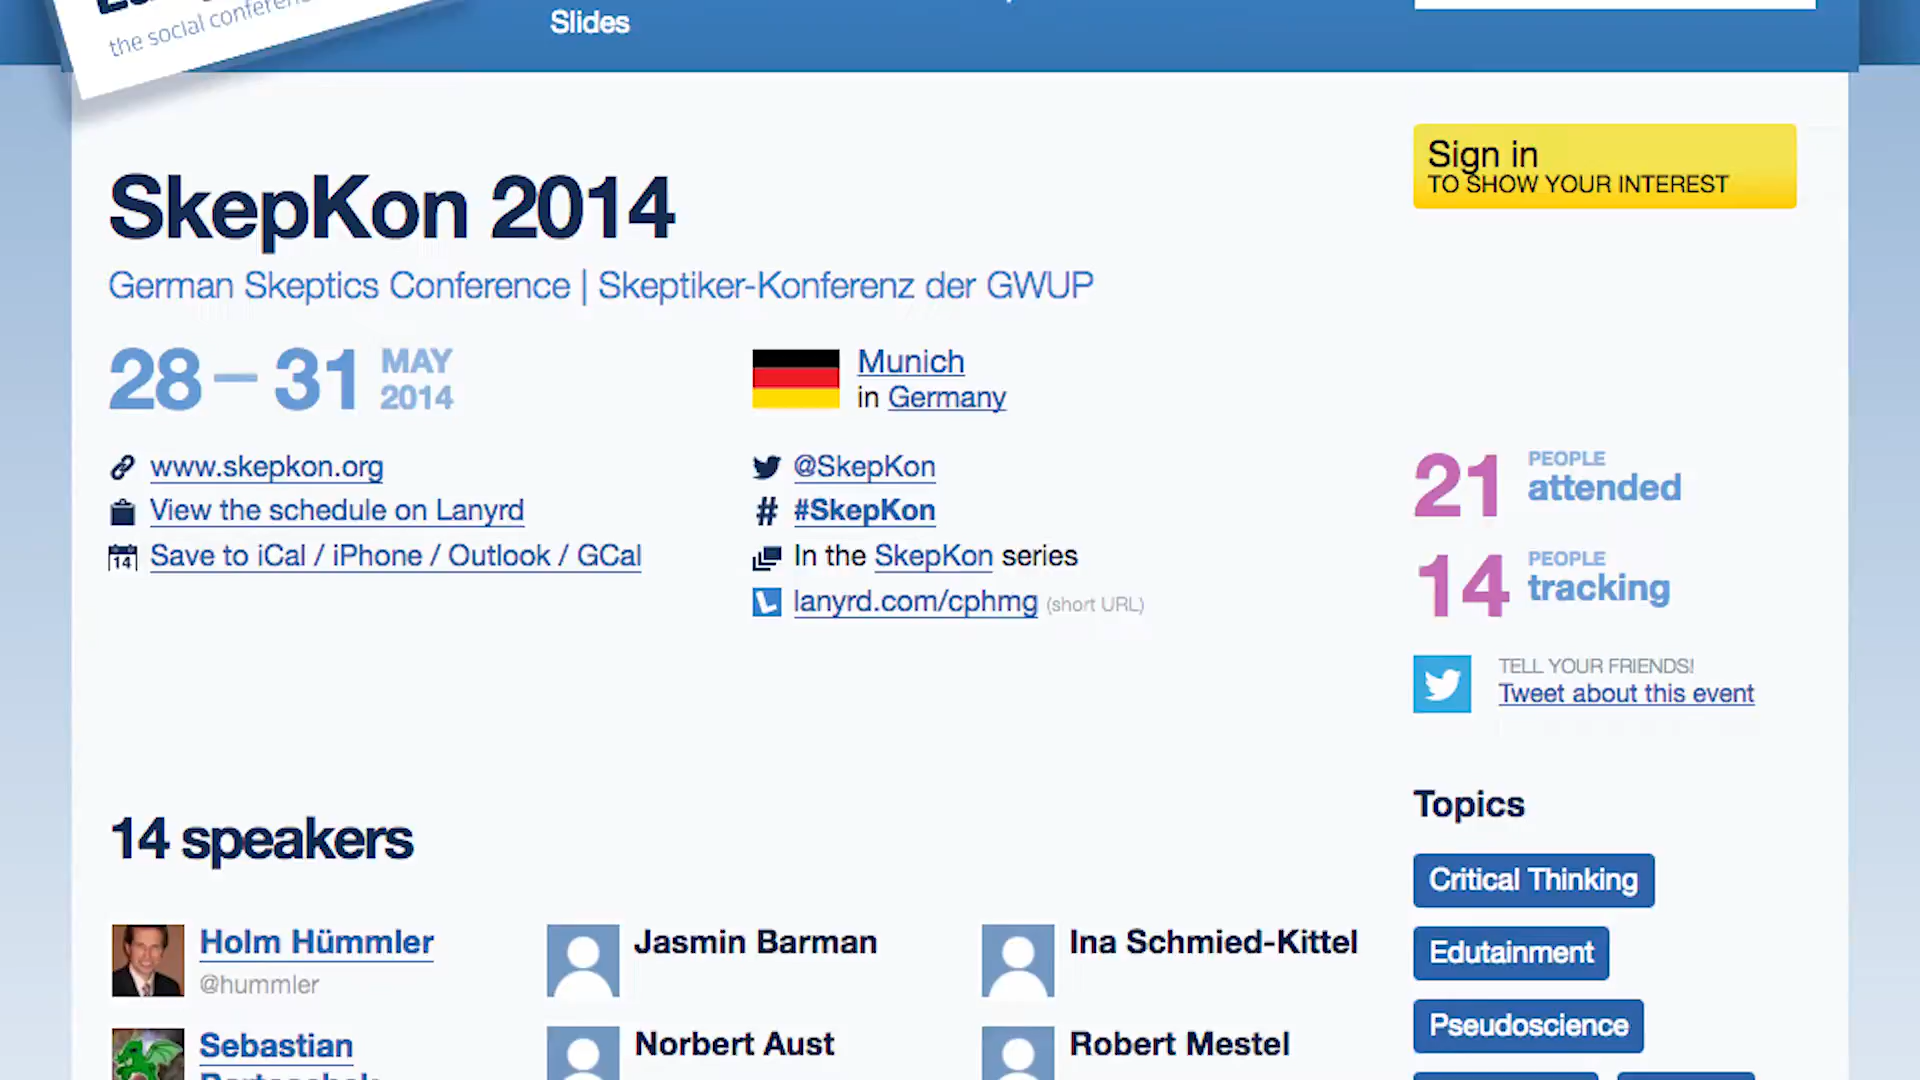 the social conferen
Slides
Sign in
TO SHOW YOUR INTEREST
SkepKon 2014
German Skeptics Conference | Skeptiker-Konferenz der GWUP
28 – 31 MAY 2014
Munich
in Germany
www.skepkon.org
View the schedule on Lanyrd
14 Save to iCal / iPhone / Outlook / GCal
@SkepKon
# #SkepKon
In the SkepKon series
L lanyrd.com/cphmg (short URL)
21 PEOPLE attended
14 PEOPLE tracking
TELL YOUR FRIENDS!
Tweet about this event
14 speakers
Holm Hümmler
@hummler
Jasmin Barman
Ina Schmied-Kittel
Sebastian
Norbert Aust
Robert Mestel
Topics
Critical Thinking
Edutainment
Pseudoscience